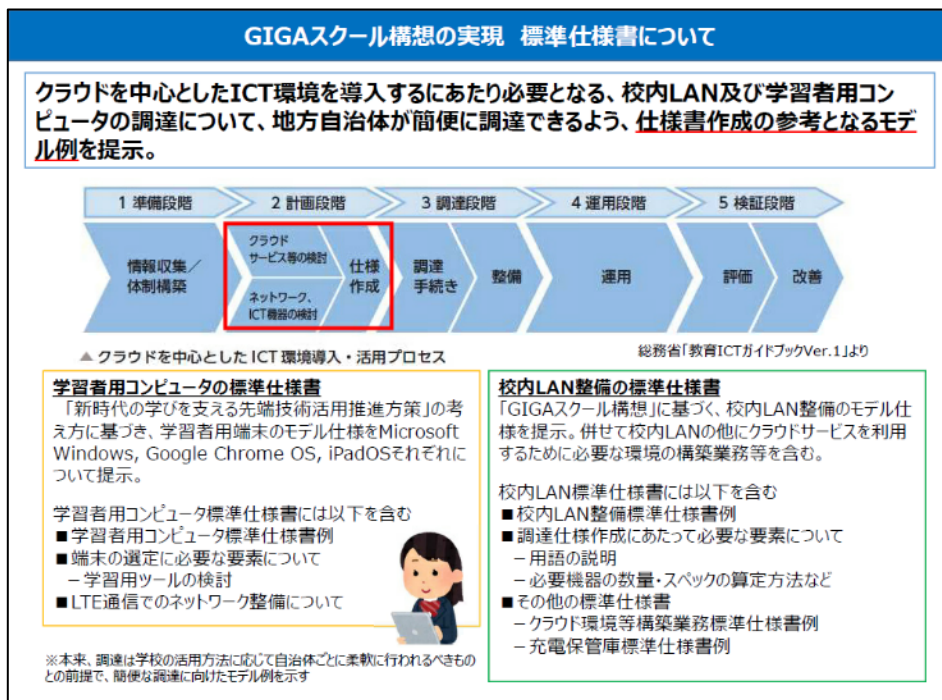 GIGAスクール構想の実現 標準仕様書について
クラウドを中心としたICT環境を導入するにあたり必要となる、校内LAN及び学習者用コン
ピュータの調達について、地方自治体が簡便に調達できるよう、仕様書作成の参考となるモデ
ル例を提示。
1 準備段階
2 計画段階
3 調達段階
4 運用段階
5 検証段階
情報収集／
体制構築
クラウド
サービス等の検討
ネットワーク、
ICT機器の検討
仕様
作成
調達
手続き
整備
運用
評価
改善
▲ クラウドを中心としたICT環境導入・活用プロセス
総務省「教育ICTガイドブックVer.1」より
学習者用コンピュータの標準仕様書
「新時代の学びを支える先端技術活用推進方策」の考
え方に基づき、学習者用端末のモデル仕様をMicrosoft
Windows, Google Chrome OS, iPadOSそれぞれに
ついて提示。
学習者用コンピュータ標準仕様書には以下を含む
■学習者用コンピュータ標準仕様書例
■端末の選定に必要な要素について
－学習用ツールの検討
■LTE通信でのネットワーク整備について
※本来、調達は学校の活用方法に応じて自治体ごとに柔軟に行われるべきもの
との前提で、簡便な調達に向けたモデル例を示す
校内LAN整備の標準仕様書
「GIGAスクール構想」に基づく、校内LAN整備のモデル仕
様を提示。併せて校内LANの他にクラウドサービスを利用
するために必要な環境の構築業務等を含む。
校内LAN標準仕様書には以下を含む
■校内LAN整備標準仕様書例
■調達仕様作成にあたって必要な要素について
－用語の説明
－必要機器の数量・スペックの算定方法など
■その他の標準仕様書
－クラウド環境等構築業務標準仕様書例
－充電保管庫標準仕様書例